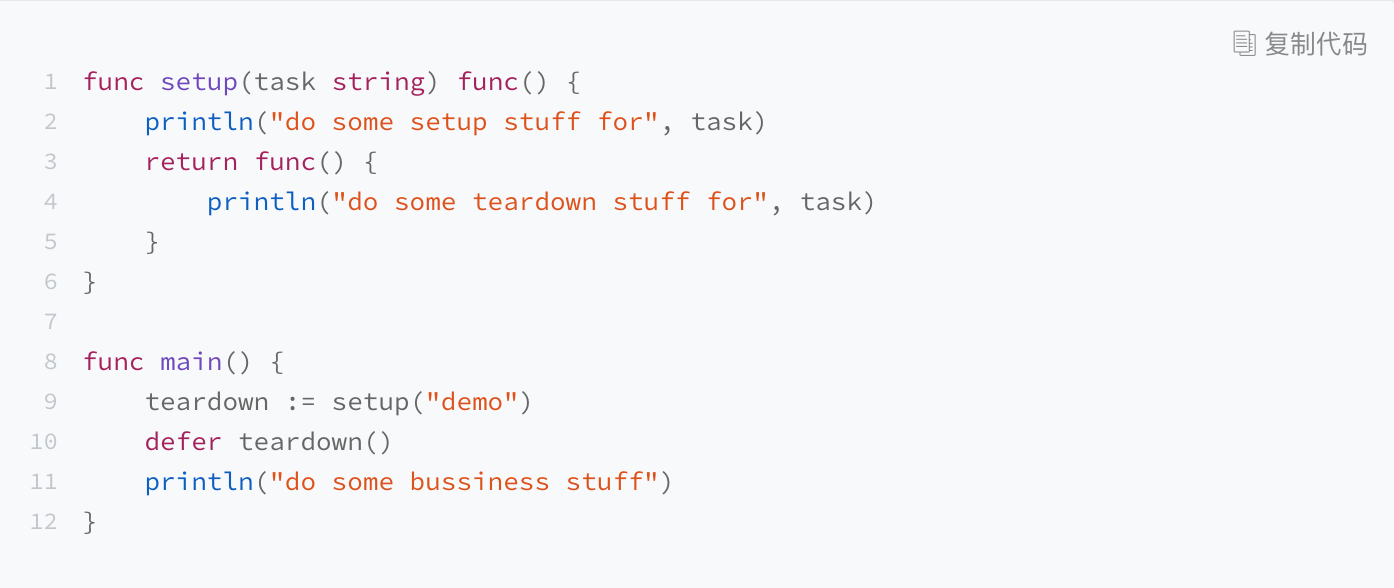 复制代码
1 func setup(task string) func() {
2     println("do some setup stuff for", task)
3     return func() {
4         println("do some teardown stuff for", task)
5     }
6 }
7
8 func main() {
9     teardown := setup("demo")
10     defer teardown()
11     println("do some bussiness stuff")
12 }